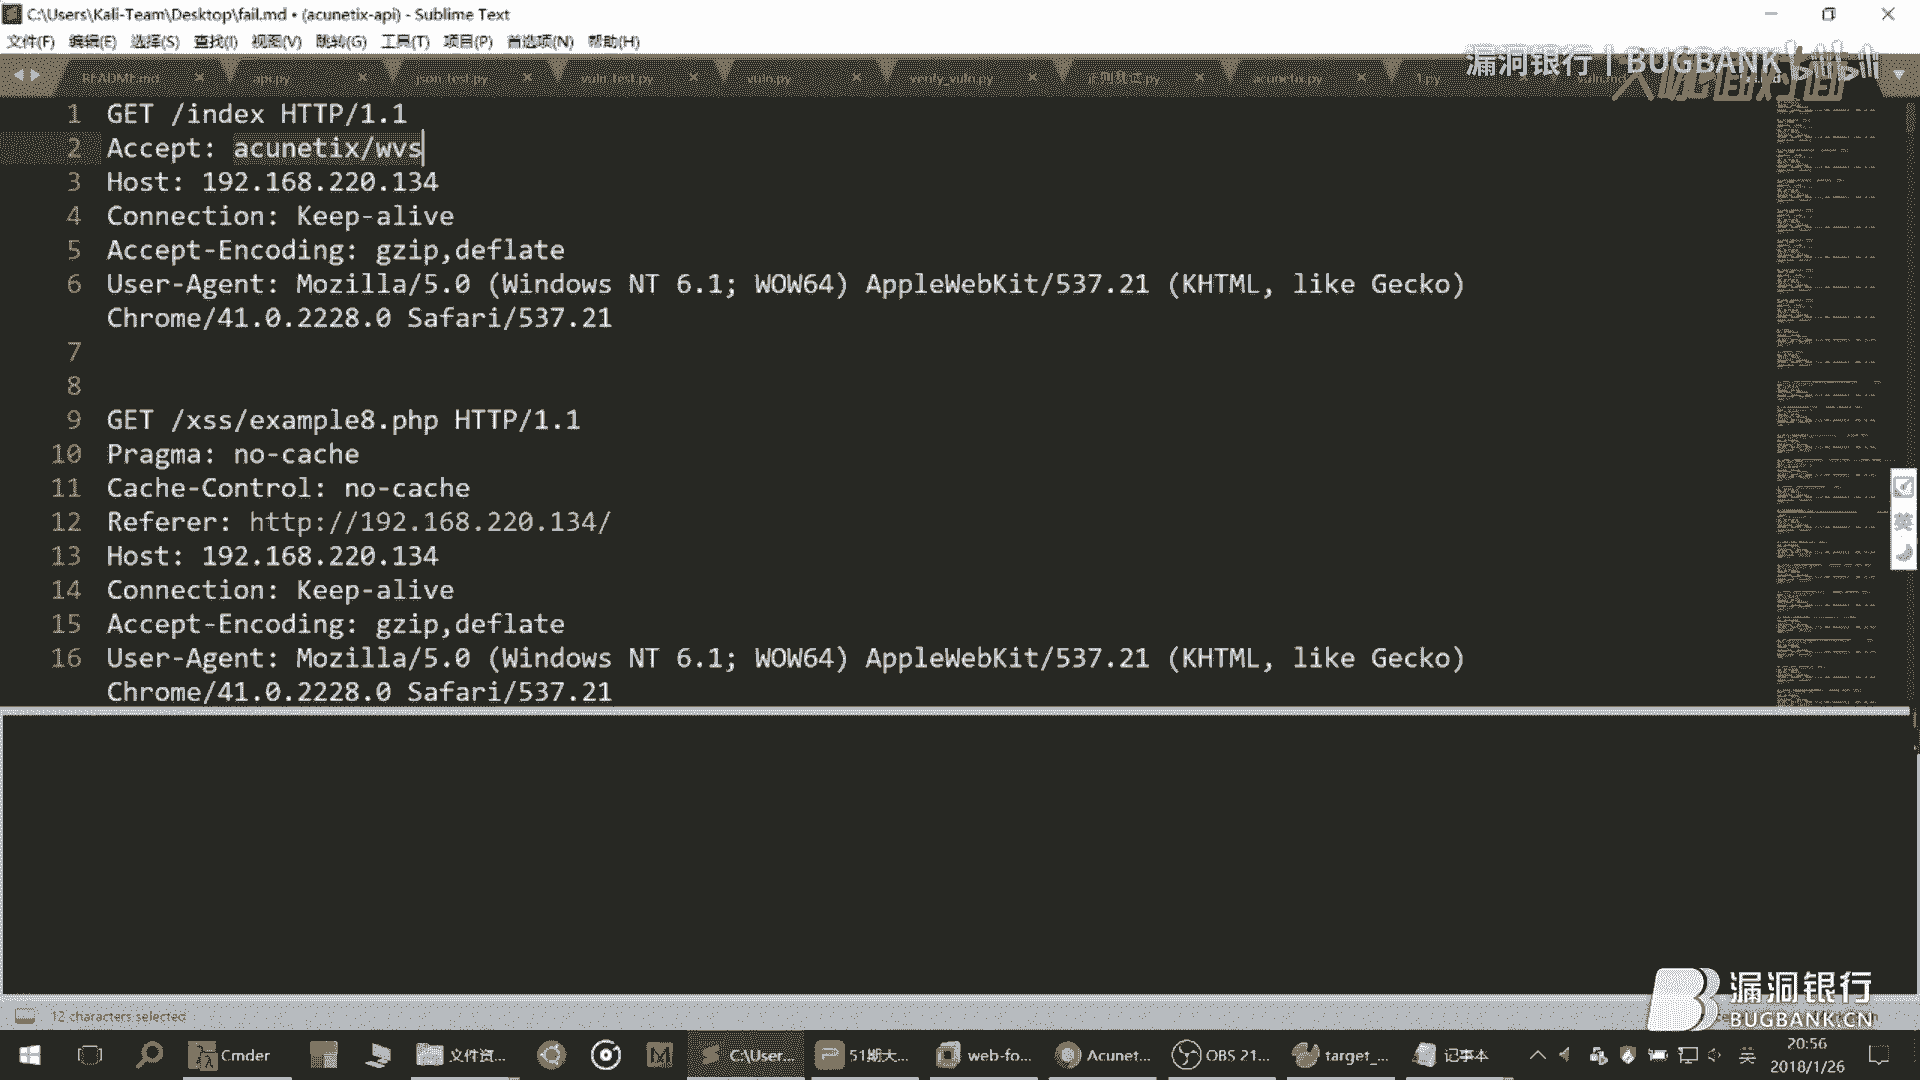 C:\Users\Kali-Team\Desktop\fail.md • (acunetix-api) - Sublime Text
文件(F) 编辑(E) 选择(S) 查找(I) 视图(V) 跳转(G) 工具(T) 项目(P) 首选项(N) 帮助(H)
漏洞银行 | BUGBANK
README.md api.py json_test.py vuln_test.py vuln.py verify_vuln.py acunetix.py 1.py
1 GET /index HTTP/1.1
2 Accept: acunetix/wvs
3 Host: 192.168.220.134
4 Connection: Keep-alive
5 Accept-Encoding: gzip,deflate
6 User-Agent: Mozilla/5.0 (Windows NT 6.1; WOW64) AppleWebKit/537.21 (KHTML, like Gecko)
Chrome/41.0.2228.0 Safari/537.21
7
8
9 GET /xss/example8.php HTTP/1.1
10 Pragma: no-cache
11 Cache-Control: no-cache
12 Referer: http://192.168.220.134/
13 Host: 192.168.220.134
14 Connection: Keep-alive
15 Accept-Encoding: gzip,deflate
16 User-Agent: Mozilla/5.0 (Windows NT 6.1; WOW64) AppleWebKit/537.21 (KHTML, like Gecko)
Chrome/41.0.2228.0 Safari/537.21
英
漏洞银行
BUGBANK.CN
12 characters selected
Cmder 文件资... C:\User... 51期大... web-fo... Acunet... OBS 21... target_... 记事本 英 20:56
2018/1/26